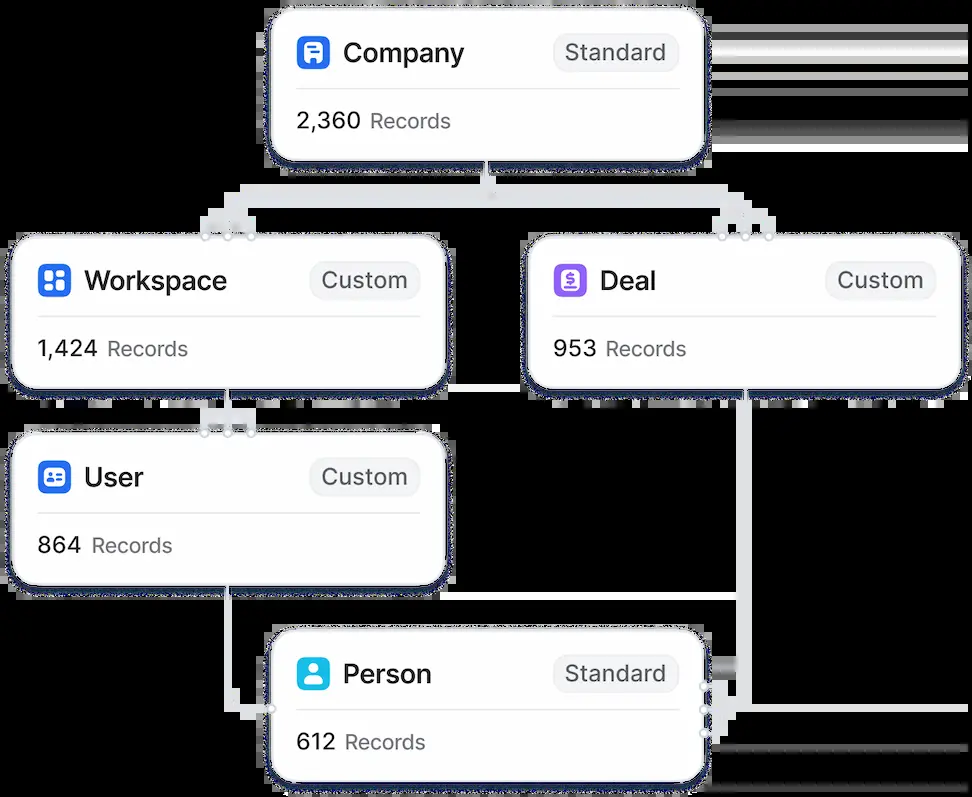 Company Standard
2,360 Records
Workspace Custom
1,424 Records
Deal Custom
953 Records
User Custom
864 Records
Person Standard
612 Records